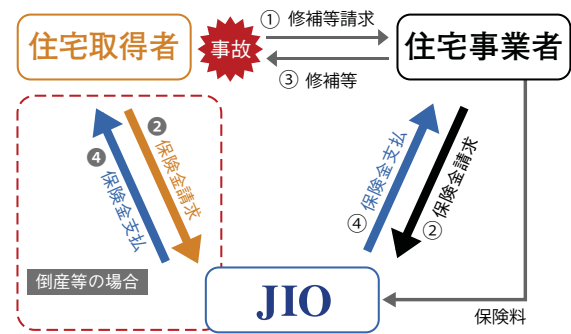 住宅取得者
事故
① 修補等請求
③ 修補等
住宅事業者
❷ 保険金請求
❹ 保険金支払
④ 保険金支払
② 保険金請求
倒産等の場合
JIO
保険料